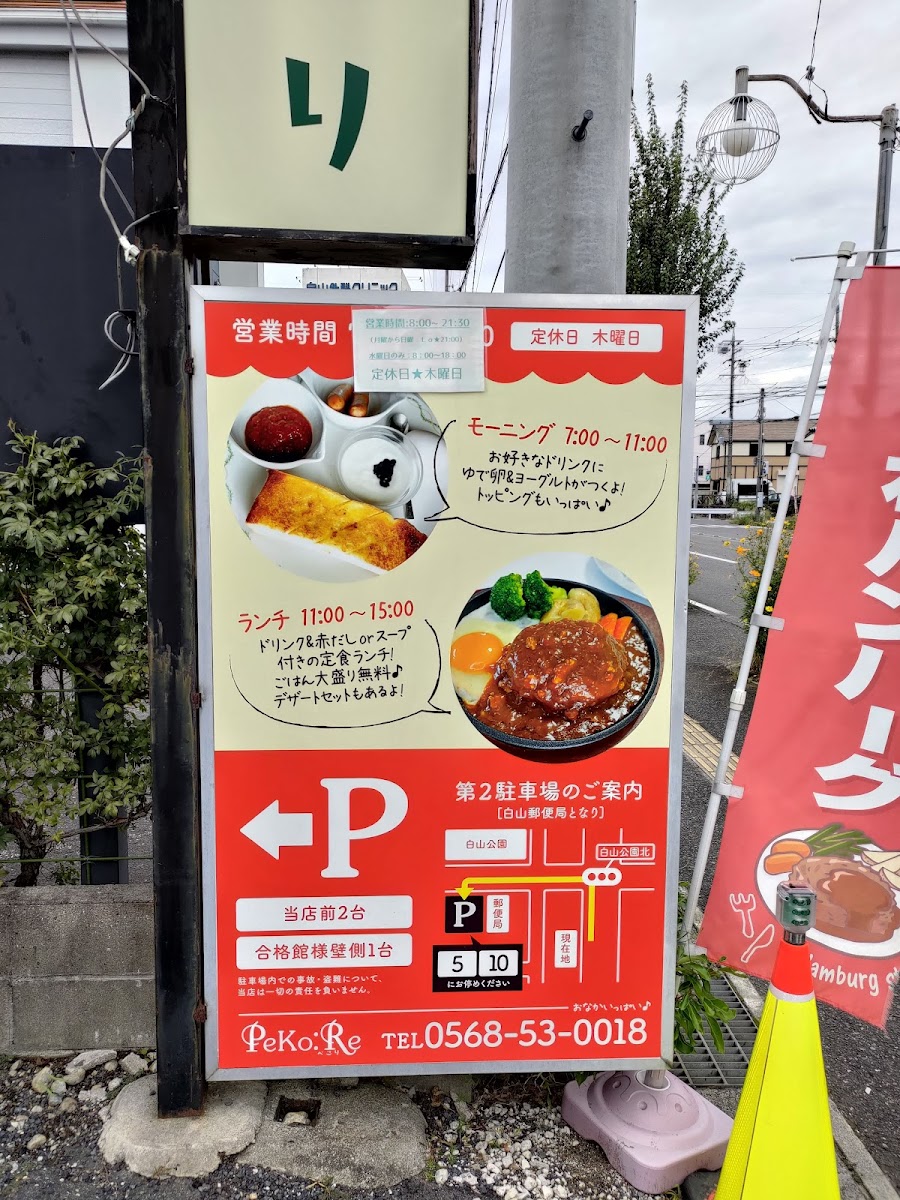 り
営業時間
営業時間:8:00～21:30
水曜日のみ:8:00～18:00
定休日★木曜日
定休日 木曜日
モーニング 7:00～11:00
お好きなドリンクに
ゆで卵&ヨーグルトがつくよ!
トッピングもいっぱい♪
ランチ 11:00～15:00
ドリンク&赤だしorスープ
付きの定食ランチ!
ごはん大盛り無料♪
デザートセットもあるよ!
P
当店前2台
合格館様壁側1台
駐車場内での事故・盗難について、
当店は一切の責任を負いません。
第2駐車場のご案内
[白山郵便局となり]
白山公園
白山公園北
P
郵便局
現在地
5 10
にお停めください
おなかいっぱい♪
PeKo:Re
ぺこり
TEL0568-53-0018
ハンバーグ
Hamburg